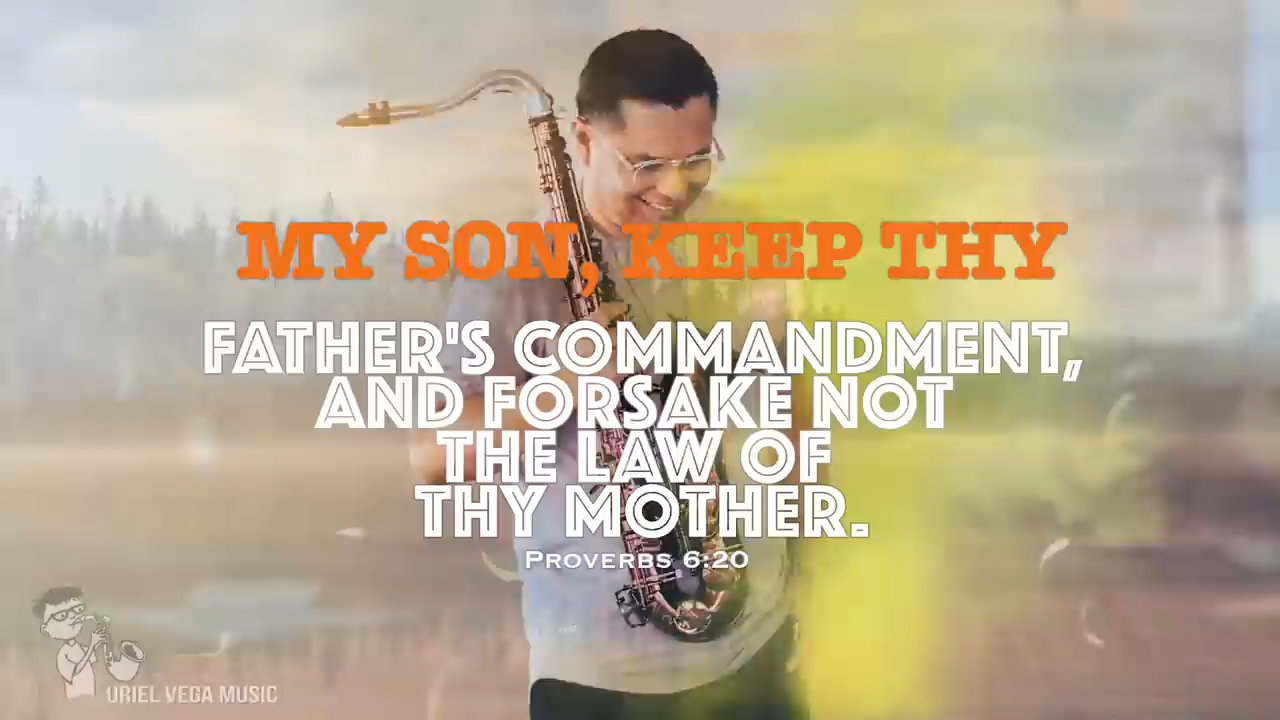 MY SON, KEEP THY
FATHER'S COMMANDMENT,
AND FORSAKE NOT
THE LAW OF
THY MOTHER.
PROVERBS 6:20
URIEL VEGA MUSIC